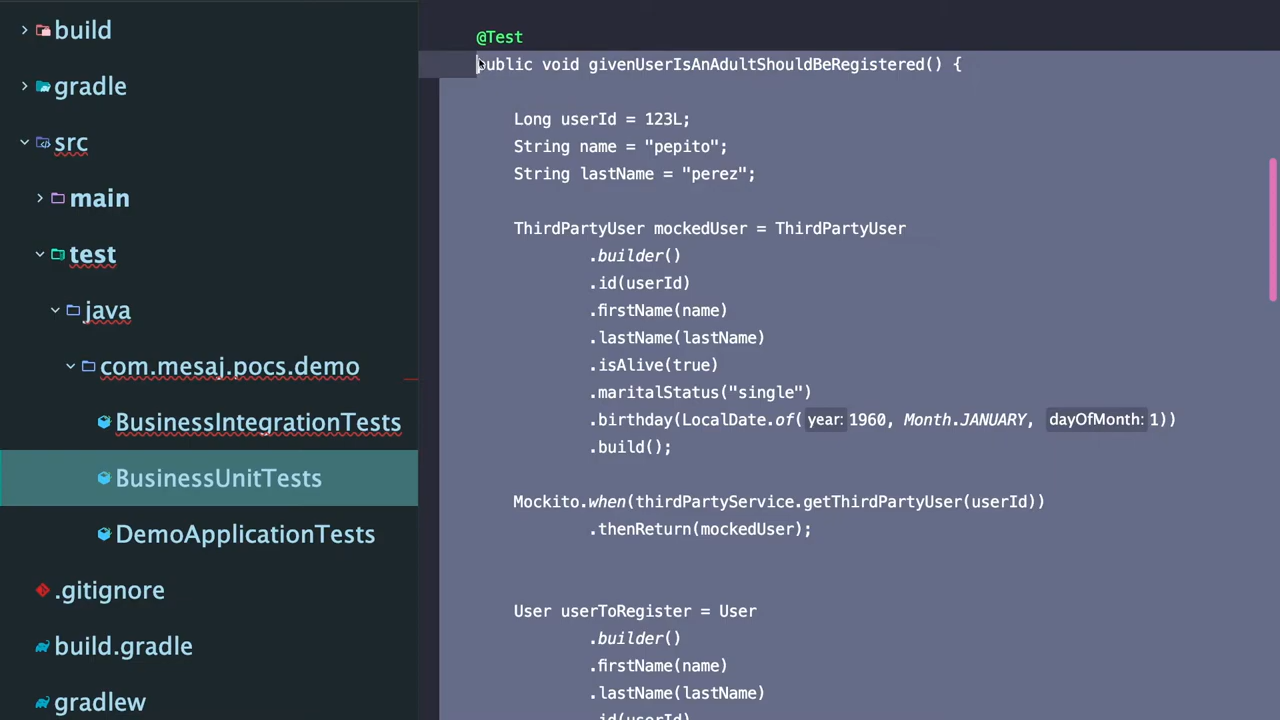 build
gradle
src
main
test
java
com.mesaj.pocs.demo
BusinessIntegrationTests
BusinessUnitTests
DemoApplicationTests
.gitignore
build.gradle
gradlew
@Test
public void givenUserIsAnAdultShouldBeRegistered() {
Long userId = 123L;
String name = "pepito";
String lastName = "perez";
ThirdPartyUser mockedUser = ThirdPartyUser
.builder()
.id(userId)
.firstName(name)
.lastName(lastName)
.isAlive(true)
.maritalStatus("single")
.birthday(LocalDate.of( year: 1960, Month.JANUARY, dayOfMonth: 1))
.build();
Mockito.when(thirdPartyService.getThirdPartyUser(userId))
.thenReturn(mockedUser);
User userToRegister = User
.builder()
.firstName(name)
.lastName(lastName)
.id(userId)